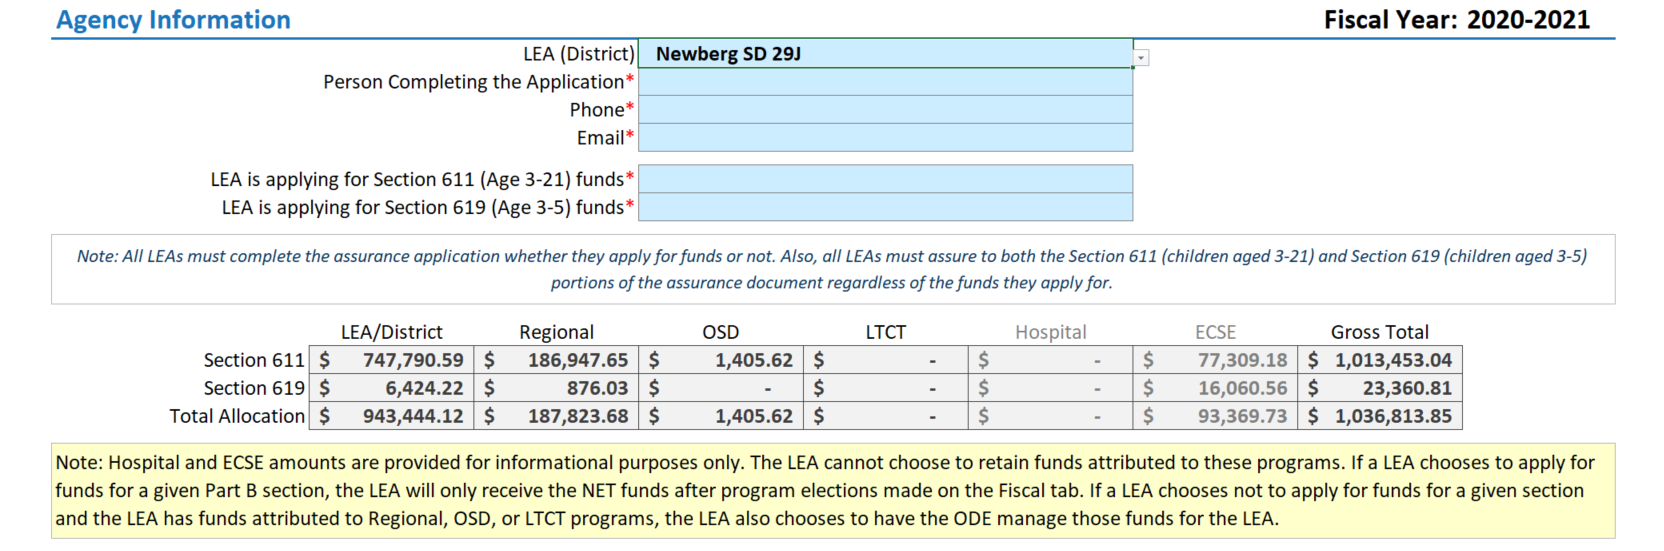 Agency Information Fiscal Year: 2020-2021
LEA (District) Newberg SD 29J
Person Completing the Application*
Phone*
Email*
LEA is applying for Section 611 (Age 3-21) funds*
LEA is applying for Section 619 (Age 3-5) funds*
Note: All LEAs must complete the assurance application whether they apply for funds or not. Also, all LEAs must assure to both the Section 611 (children aged 3-21) and Section 619 (children aged 3-5)
portions of the assurance document regardless of the funds they apply for.
LEA/District Regional OSD LTCT Hospital ECSE Gross Total
Section 611 $ 747,790.59 $ 186,947.65 $ 1,405.62 $ - $ - $ 77,309.18 $ 1,013,453.04
Section 619 $ 6,424.22 $ 876.03 $ - $ - $ - $ 16,060.56 $ 23,360.81
Total Allocation $ 943,444.12 $ 187,823.68 $ 1,405.62 $ - $ - $ 93,369.73 $ 1,036,813.85
Note: Hospital and ECSE amounts are provided for informational purposes only. The LEA cannot choose to retain funds attributed to these programs. If a LEA chooses to apply for
funds for a given Part B section, the LEA will only receive the NET funds after program elections made on the Fiscal tab. If a LEA chooses not to apply for funds for a given section
and the LEA has funds attributed to Regional, OSD, or LTCT programs, the LEA also chooses to have the ODE manage those funds for the LEA.